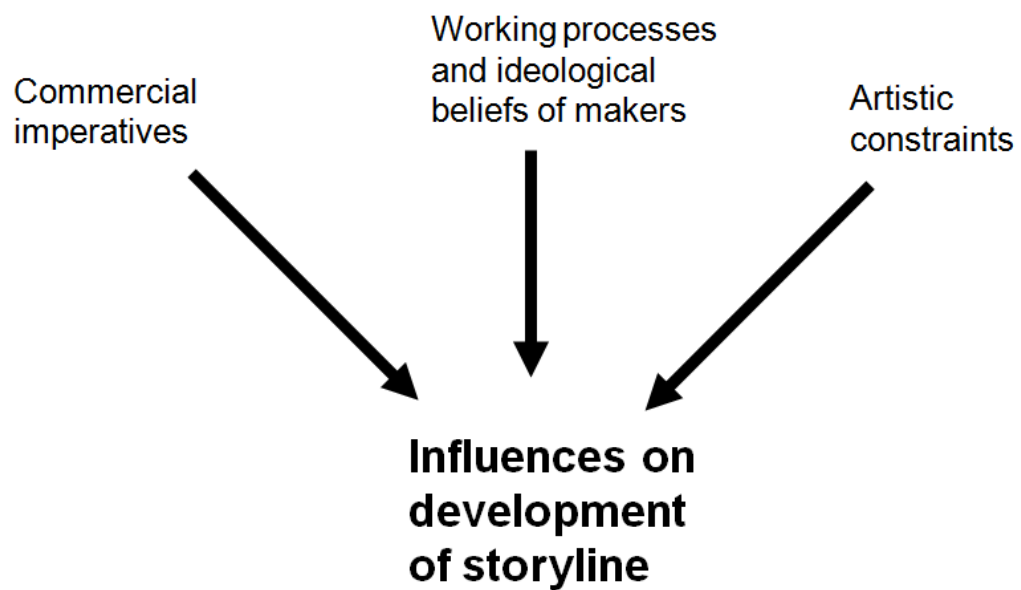 Commercial
imperatives
Working processes
and ideological
beliefs of makers
Artistic
constraints
Influences on
development
of storyline